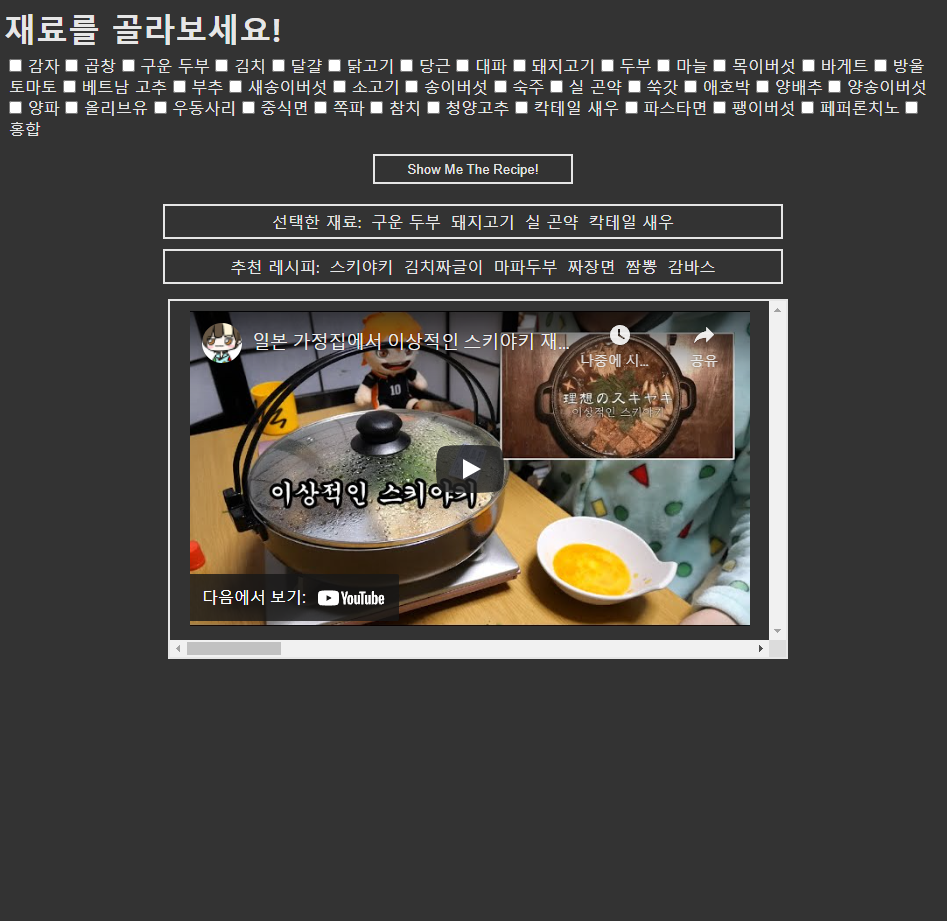 재료를 골라보세요!
감자 곱창 구운 두부 김치 달걀 닭고기 당근 대파 돼지고기 두부 마늘 목이버섯 바게트 방울
토마토 베트남 고추 부추 새송이버섯 소고기 송이버섯 숙주 실 곤약 쑥갓 애호박 양배추 양송이버섯
양파 올리브유 우동사리 중식면 쪽파 참치 청양고추 칵테일 새우 파스타면 팽이버섯 페퍼론치노
홍합
Show Me The Recipe!
선택한 재료: 구운 두부 돼지고기 실 곤약 칵테일 새우
추천 레시피: 스키야키 김치짜글이 마파두부 짜장면 짬뽕 감바스
일본 가정집에서 이상적인 스키야키 재...
나중에 시...
공유
10
理想のスキヤキ
이상적인 스키야키
이상적인 스키야키
다음에서 보기: YouTube